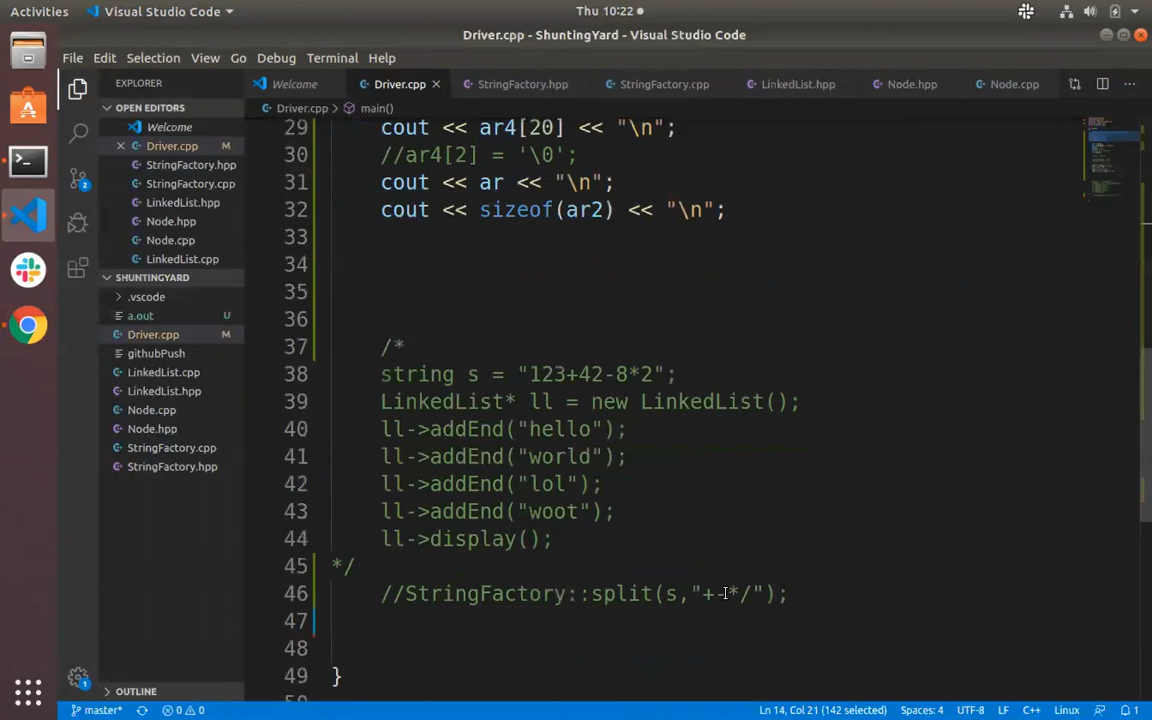 Activities Visual Studio Code Thu 10:22
Driver.cpp - ShuntingYard - Visual Studio Code
File Edit Selection View Go Debug Terminal Help
EXPLORER
OPEN EDITORS
Welcome
Driver.cpp M
StringFactory.hpp
StringFactory.cpp
LinkedList.hpp
Node.hpp
Node.cpp
LinkedList.cpp
SHUNTINGYARD
.vscode
a.out U
Driver.cpp M
githubPush
LinkedList.cpp
LinkedList.hpp
Node.cpp
Node.hpp
StringFactory.cpp
StringFactory.hpp
OUTLINE
2
1
Welcome Driver.cpp StringFactory.hpp StringFactory.cpp LinkedList.hpp Node.hpp Node.cpp
Driver.cpp > main()
29 cout << ar4[20] << "\n";
30 //ar4[2] = '\0';
31 cout << ar << "\n";
32 cout << sizeof(ar2) << "\n";
33
34
35
36
37 /*
38 string s = "123+42-8*2";
39 LinkedList* ll = new LinkedList();
40 ll->addEnd("hello");
41 ll->addEnd("world");
42 ll->addEnd("lol");
43 ll->addEnd("woot");
44 ll->display();
45 */
46 //StringFactory::split(s,"+-*/");
47
48
49 }
master* 0 0 Ln 14, Col 21 (142 selected) Spaces: 4 UTF-8 LF C++ Linux 1